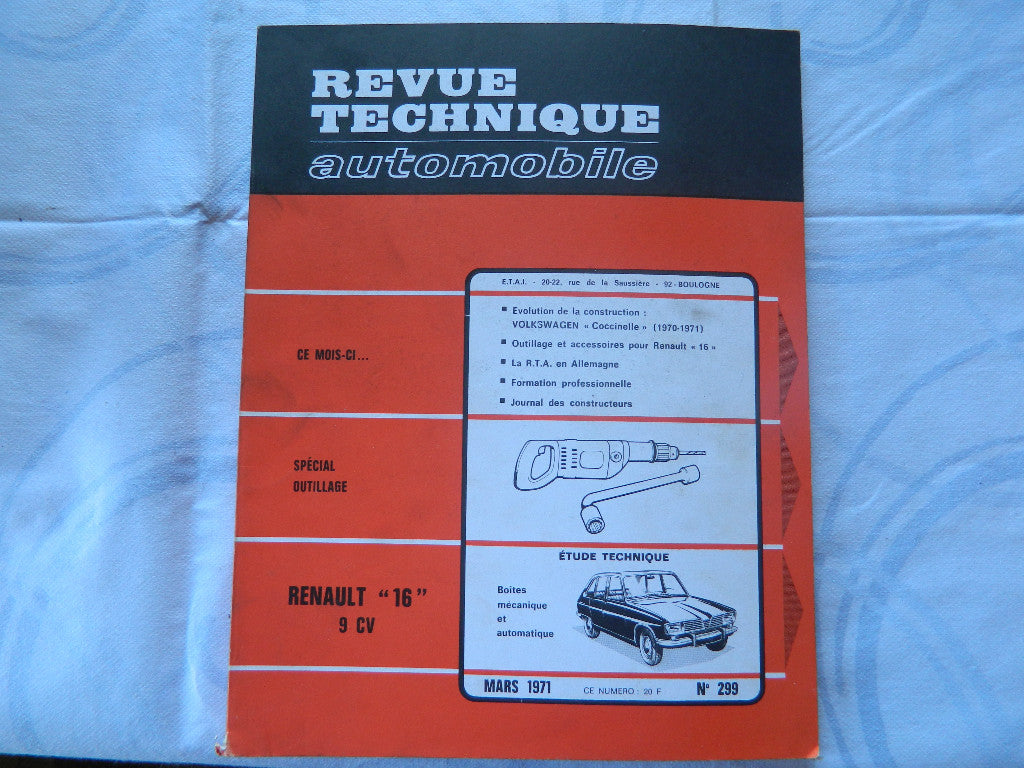 REVUE
TECHNIQUE
automobile
E.T.A.I. - 20-22, rue de la Saussière - 92 - BOULOGNE
CE MOIS-CI...
■ Evolution de la construction :
VOLKSWAGEN « Coccinelle » (1970-1971)
■ Outillage et accessoires pour Renault « 16 »
■ La R.T.A. en Allemagne
■ Formation professionnelle
■ Journal des constructeurs
SPÉCIAL
OUTILLAGE
RENAULT “16”
9 CV
ÉTUDE TECHNIQUE
Boîtes
mécanique
et
automatique
MARS 1971 CE NUMERO : 20 F N° 299